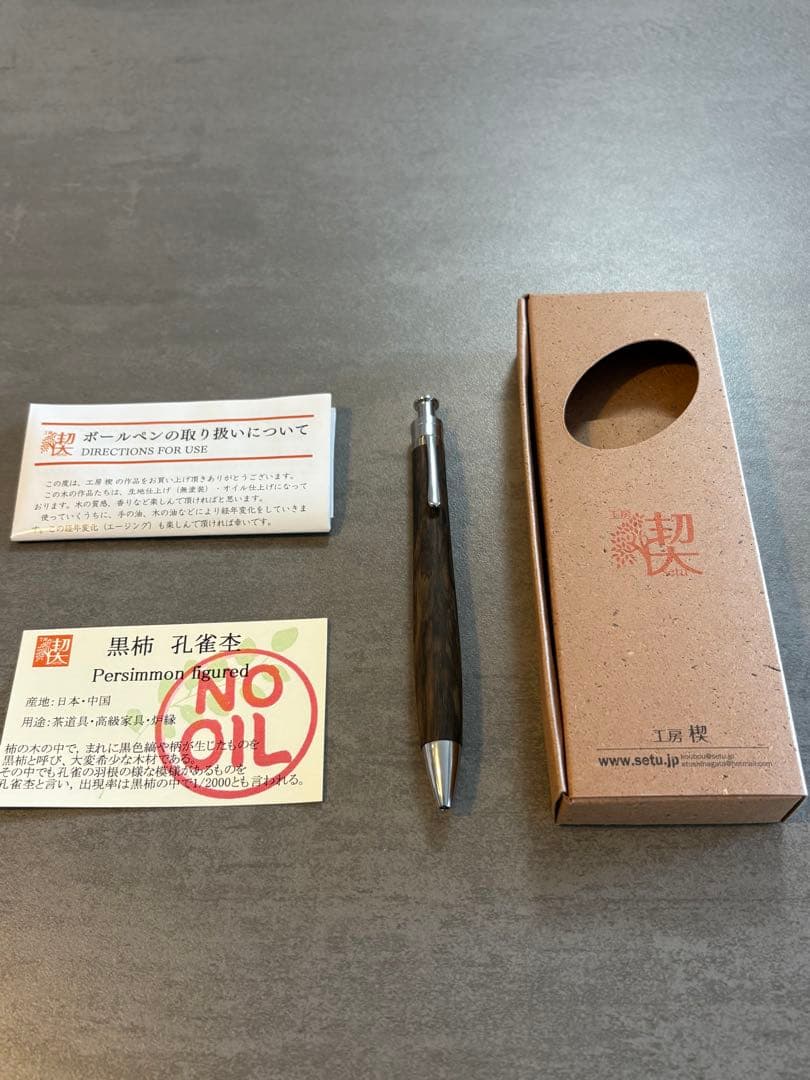 楔
ボールペンの取り扱いについて
DIRECTIONS FOR USE
この度は、工房 楔 の作品をお買い上げ頂きありがとうございます。
この木の作品たちは、生地仕上げ(無塗装)・オイル仕上げになって
おります。木の質感、香りなど楽しんで頂ければと思います。
使っていくうちに、手の油、木の油などにより経年変化をしていきま
す。この経年変化(エージング)も楽しんで頂ければ幸いです。
楔
黒柿 孔雀杢
Persimmon figured
NO
OIL
産地:日本・中国
用途:茶道具・高級家具・炉縁
柿の木の中で、まれに黒色縞や柄が生じたものを
黒柿と呼び、大変希少な木材である。
その中でも孔雀の羽根の様な模様があるものを
孔雀杢と言い、出現率は黒柿の中で1/2000とも言われる。
工房
楔
setu
工房 楔
www.setu.jp